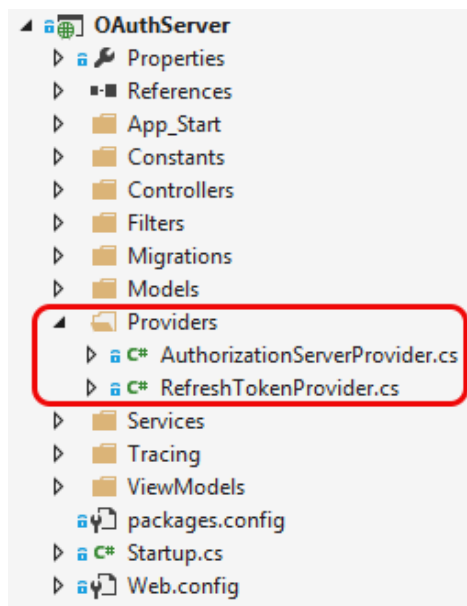 OAuthServer
Properties
References
App_Start
Constants
Controllers
Filters
Migrations
Models
Providers
C# AuthorizationServerProvider.cs
C# RefreshTokenProvider.cs
Services
Tracing
ViewModels
packages.config
C# Startup.cs
Web.config